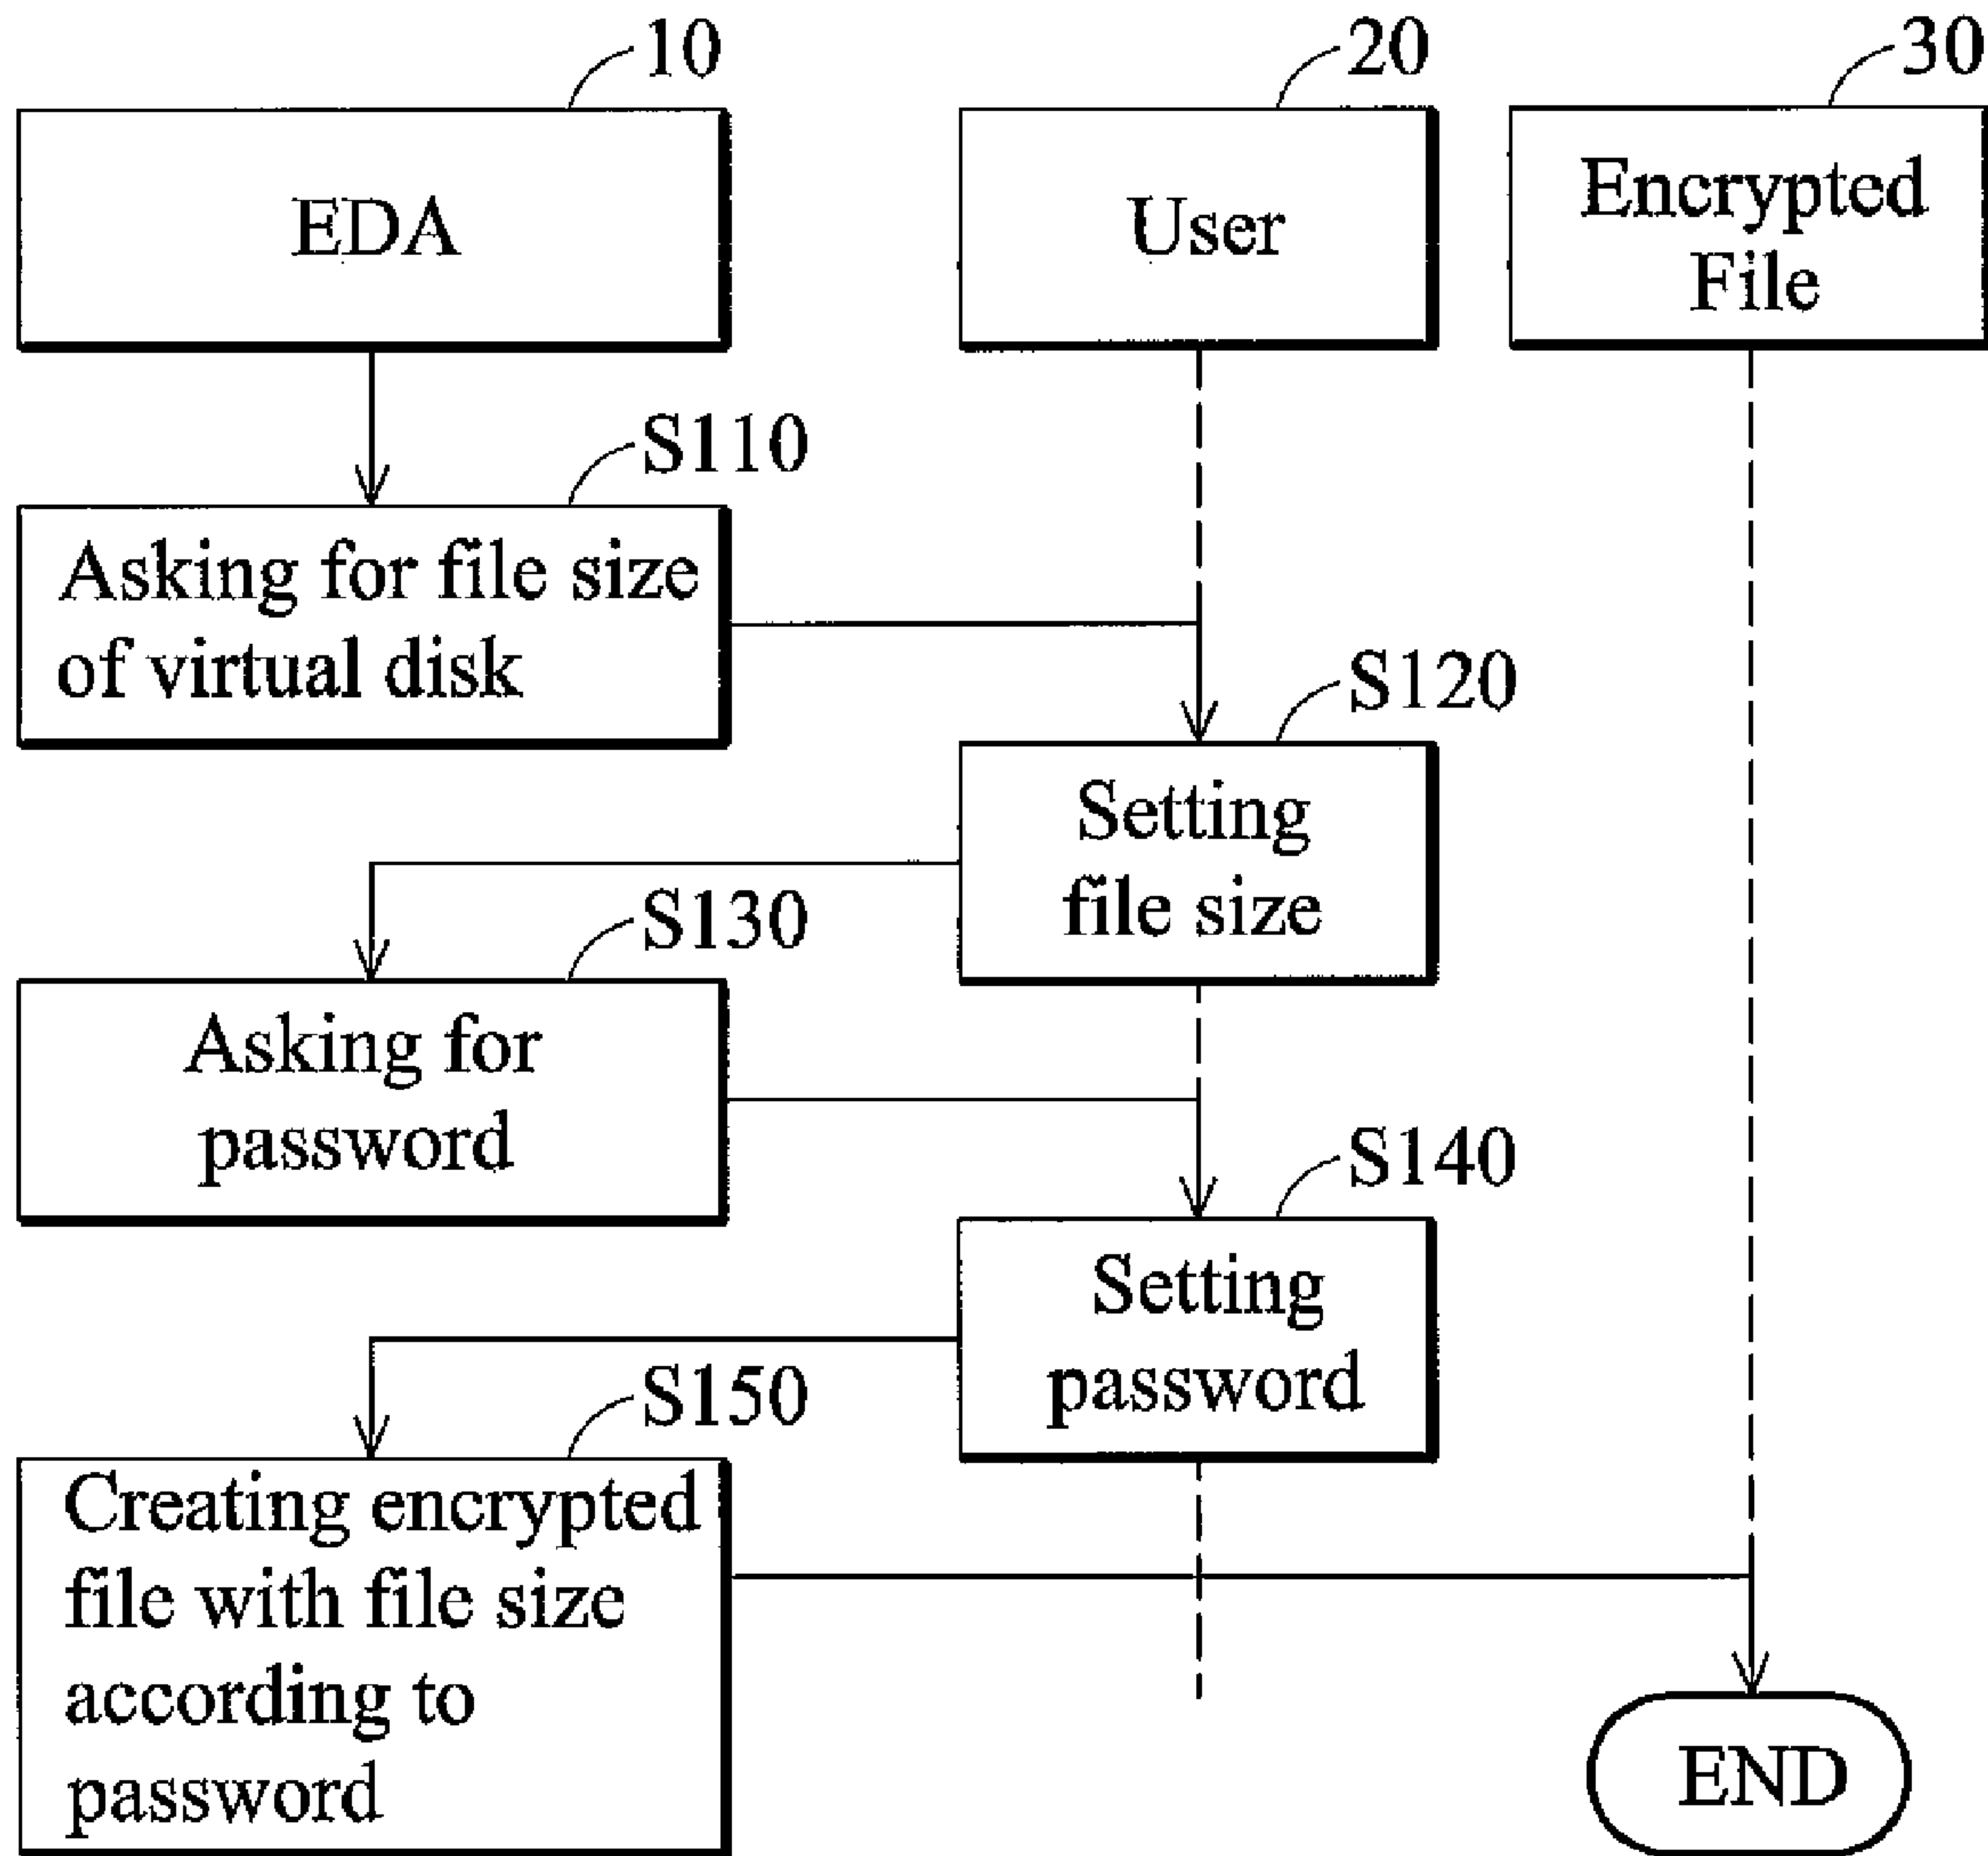 10
20
30
EDA
User
Encrypted
File
S110
Asking for file size
of virtual disk
S120
Setting
file size
S130
Asking for
password
S140
Setting
password
S150
Creating encrypted
file with file size
according to
password
END